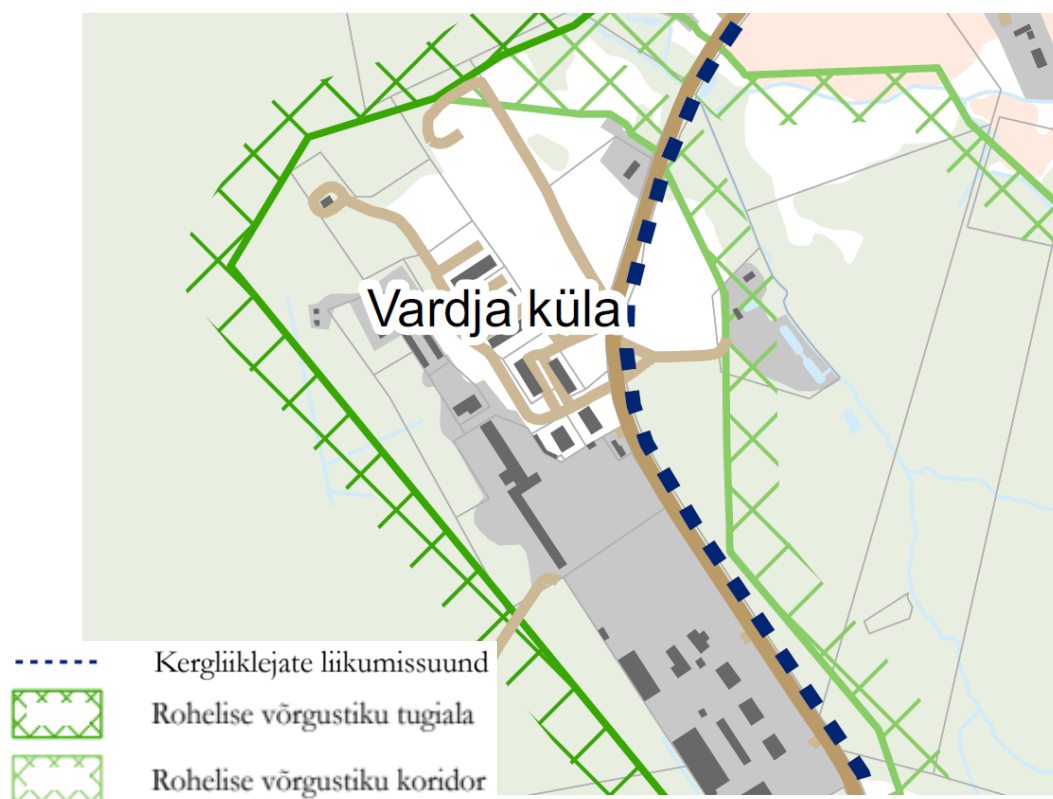 Vardja küla
Kergliiklejate liikumissuund
Rohelise võrgustiku tugiala
Rohelise võrgustiku koridor